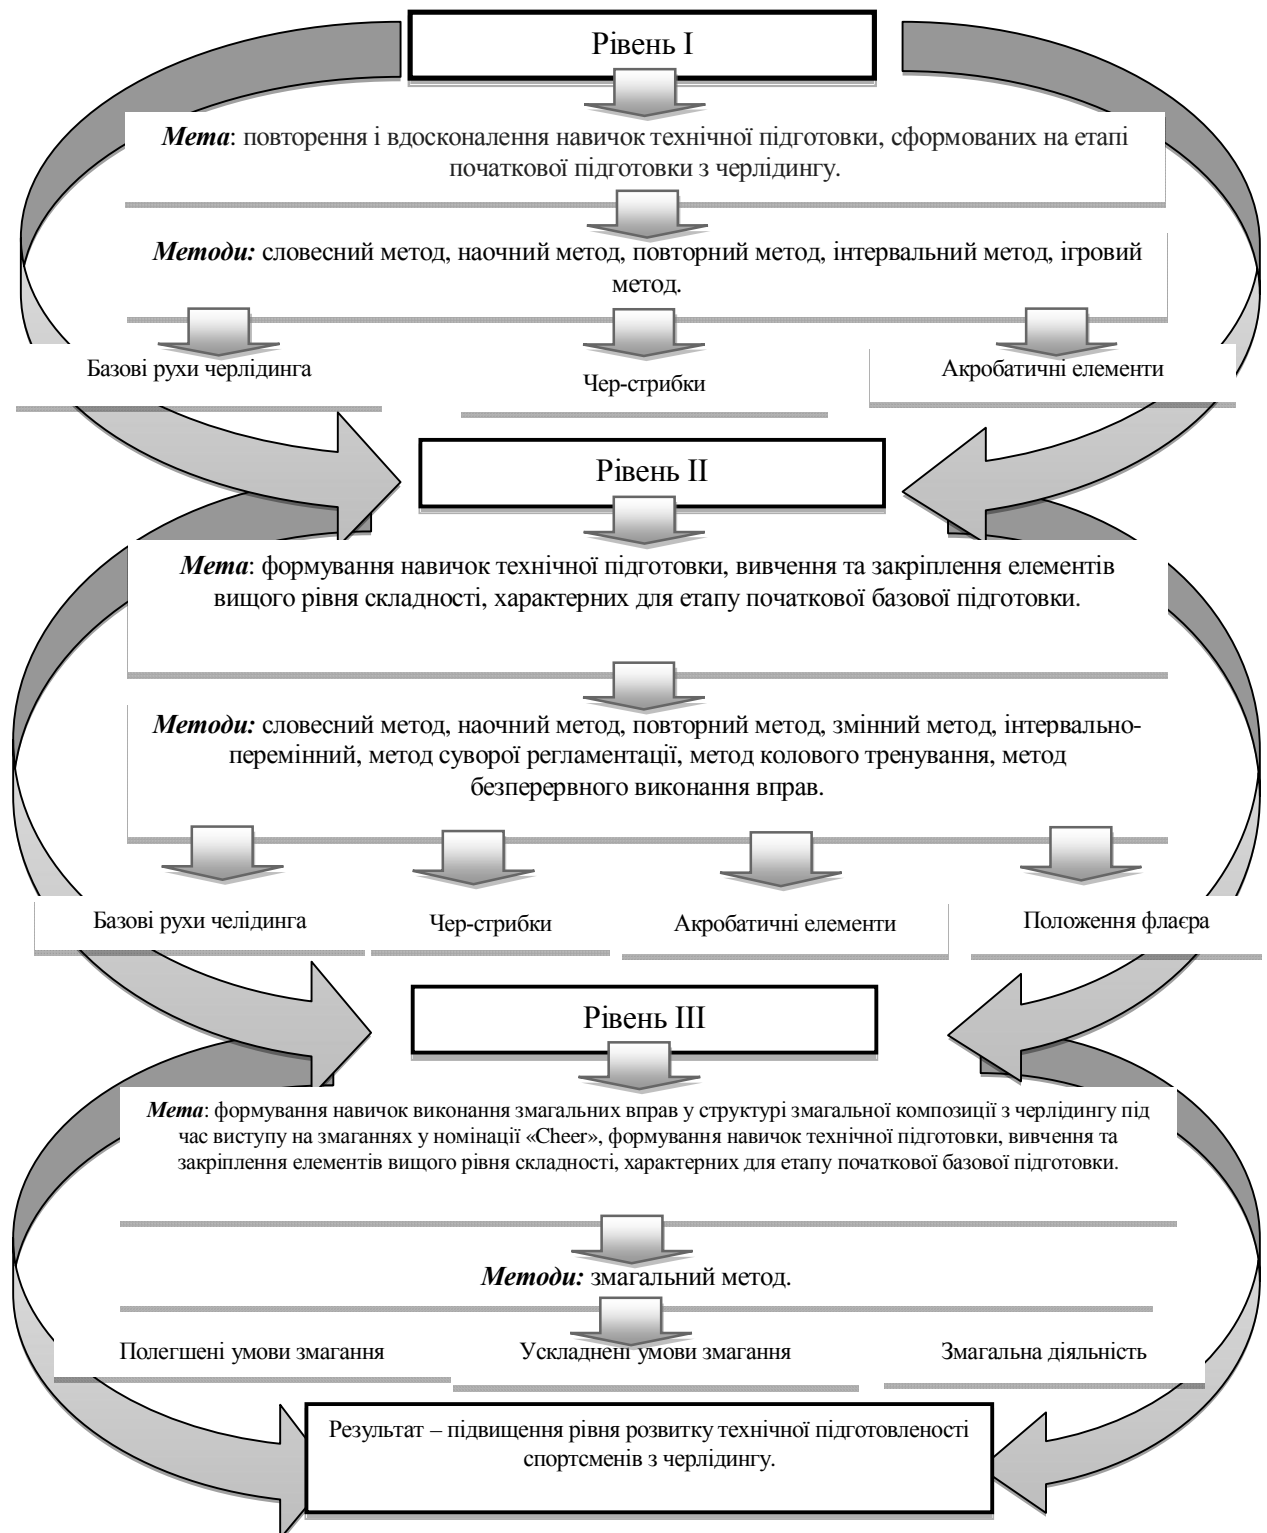 Рівень I
Мета: повторення і вдосконалення навичок технічної підготовки, сформованих на етапі
початкової підготовки з черлідингу.
Методи: словесний метод, наочний метод, повторний метод, інтервальний метод, ігровий
метод.
Базові рухи черлідинга
Чер-стрибки
Акробатичні елементи
Рівень II
Мета: формування навичок технічної підготовки, вивчення та закріплення елементів
вищого рівня складності, характерних для етапу початкової базової підготовки.
Методи: словесний метод, наочний метод, повторний метод, змінний метод, інтервально-
перемінний, метод суворої регламентації, метод колового тренування, метод
безперервного виконання вправ.
Базові рухи челідинга
Чер-стрибки
Акробатичні елементи
Положення флаєра
Рівень III
Мета: формування навичок виконання змагальних вправ у структурі змагальної композиції з черлідингу під
час виступу на змаганнях у номінації «Cheer», формування навичок технічної підготовки, вивчення та
закріплення елементів вищого рівня складності, характерних для етапу початкової базової підготовки.
Методи: змагальний метод.
Полегшені умови змагання
Ускладнені умови змагання
Змагальна діяльність
Результат – підвищення рівня розвитку технічної підготовленості
спортсменів з черлідингу.